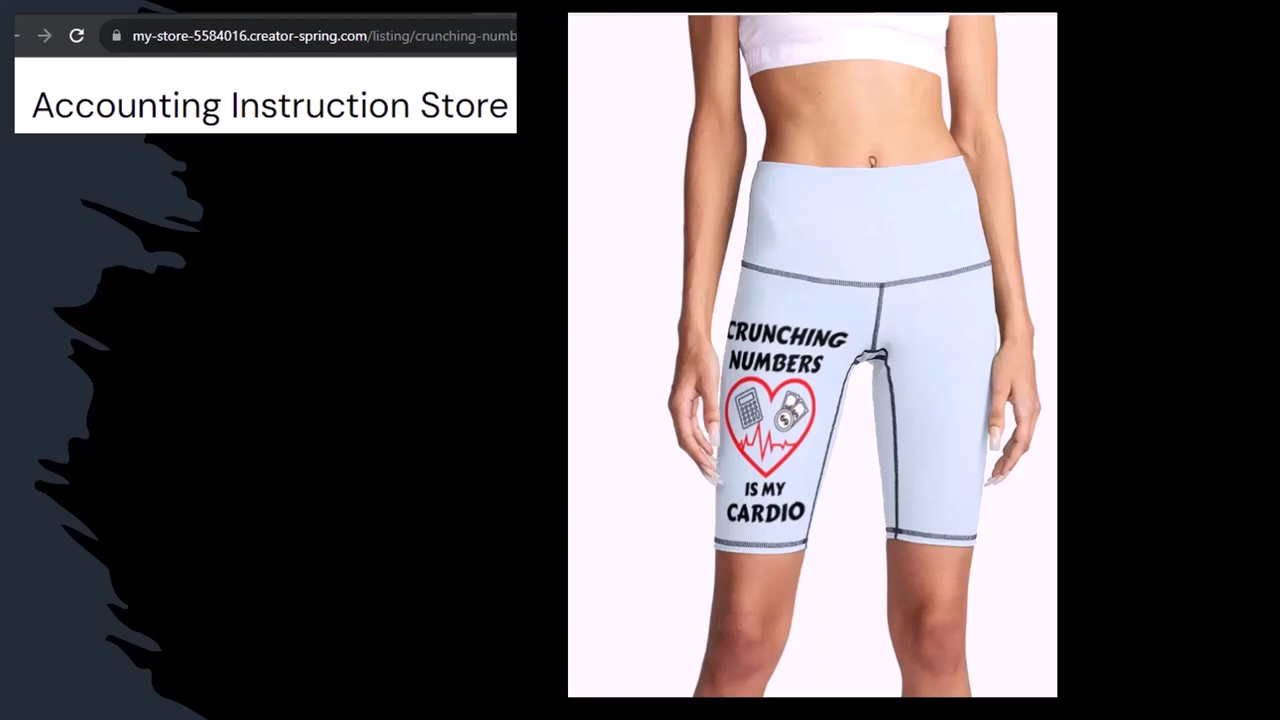 my-store-5584016.creator-spring.com/listing/crunching-numb
Accounting Instruction Store
CRUNCHING
NUMBERS
IS MY
CARDIO